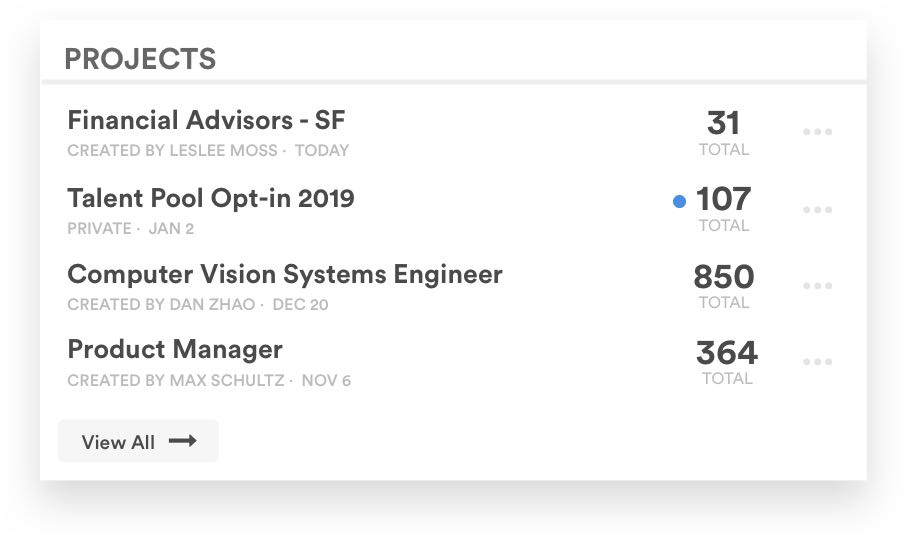 PROJECTS
Financial Advisors - SF
31
CREATED BY LESLEE MOSS · TODAY
TOTAL
Talent Pool Opt-in 2019
107
PRIVATE · JAN 2
TOTAL
Computer Vision Systems Engineer
850
CREATED BY DAN ZHAO · DEC 20
TOTAL
Product Manager
364
CREATED BY MAX SCHULTZ · NOV 6
TOTAL
View All